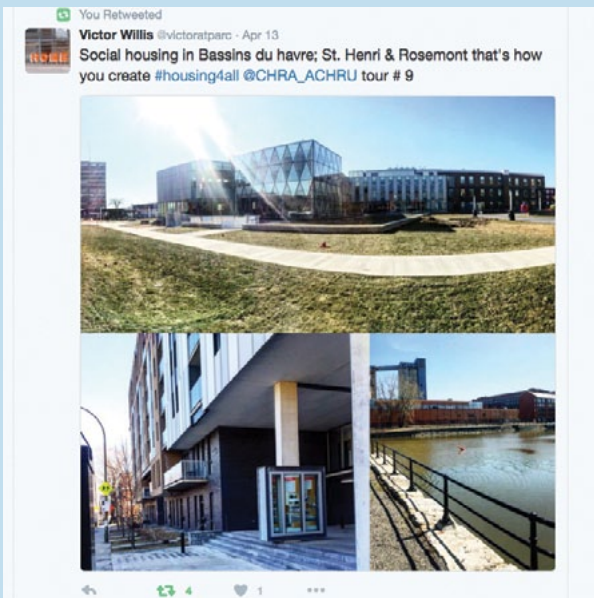 You Retweeted
Victor Willis @victoratparc · Apr 13
Social housing in Bassins du havre; St. Henri & Rosemont that's how
you create #housing4all @CHRA_ACHRU tour # 9
4 1